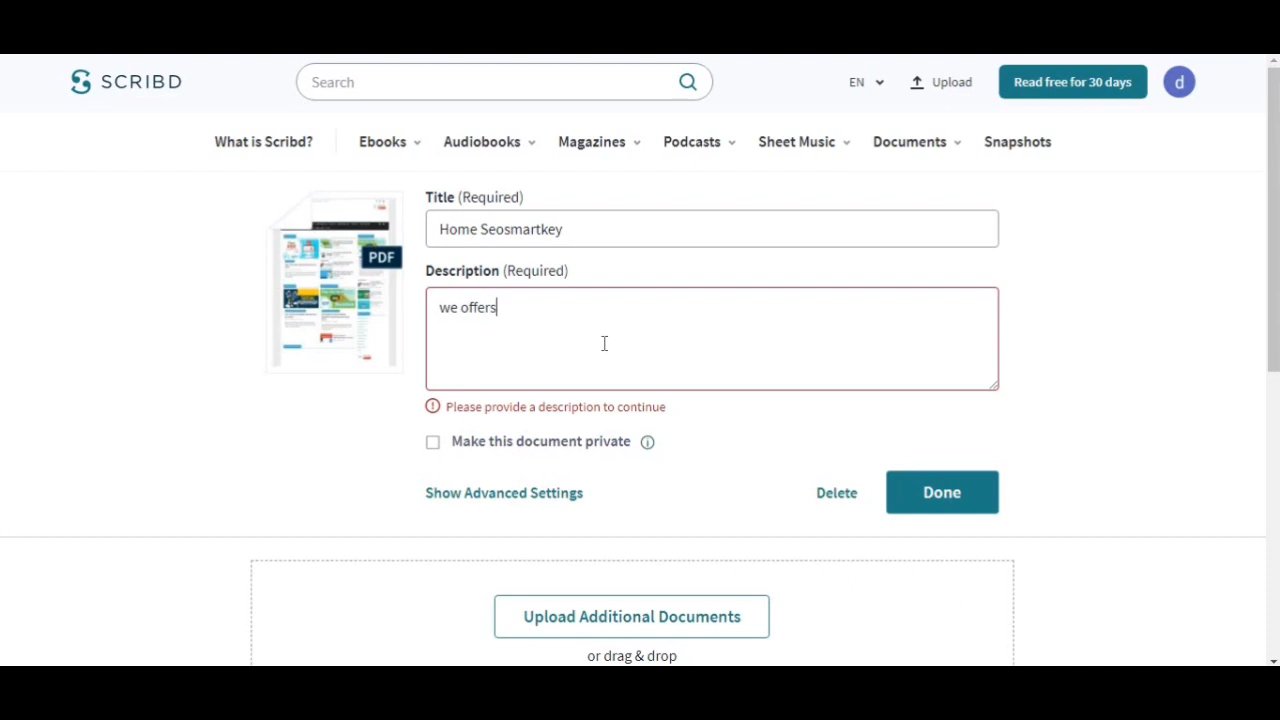 SCRIBD
Search
EN
Upload
Read free for 30 days
d
What is Scribd?
Ebooks
Audiobooks
Magazines
Podcasts
Sheet Music
Documents
Snapshots
PDF
Title (Required)
Home Seosmartkey
Description (Required)
we offers
Please provide a description to continue
Make this document private
Show Advanced Settings
Delete
Done
Upload Additional Documents
or drag & drop